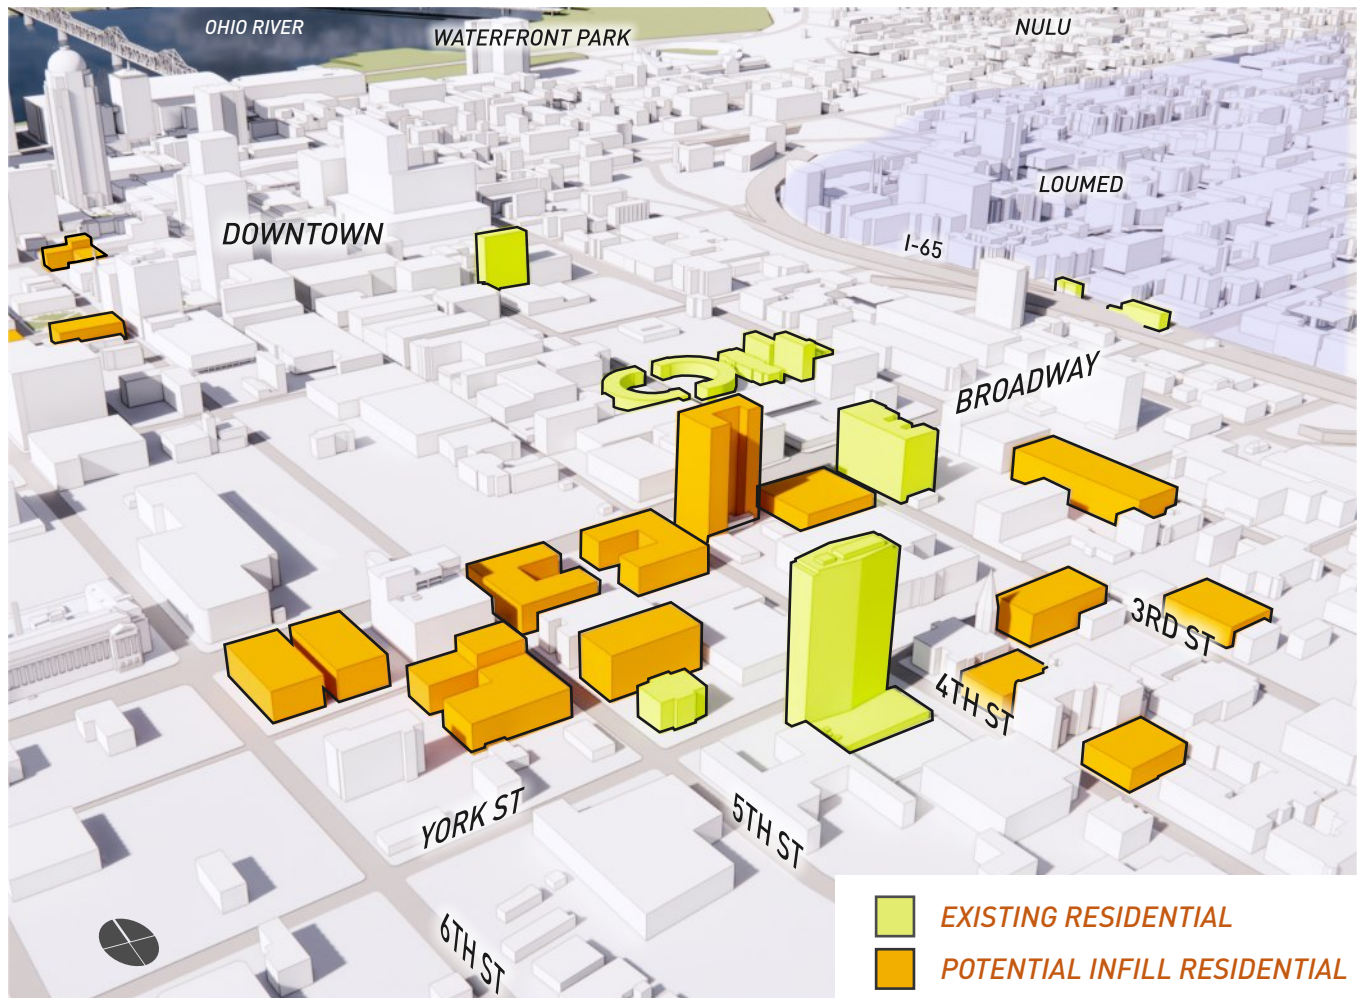 OHIO RIVER
WATERFRONT PARK
NULU
LOUMED
DOWNTOWN
I-65
BROADWAY
3RD ST
4TH ST
YORK ST
5TH ST
6TH ST
EXISTING RESIDENTIAL
POTENTIAL INFILL RESIDENTIAL